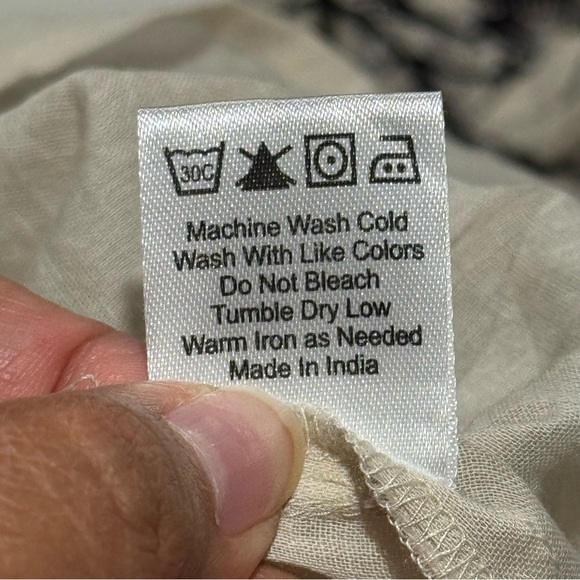 30C
Machine Wash Cold
Wash With Like Colors
Do Not Bleach
Tumble Dry Low
Warm Iron as Needed
Made In India